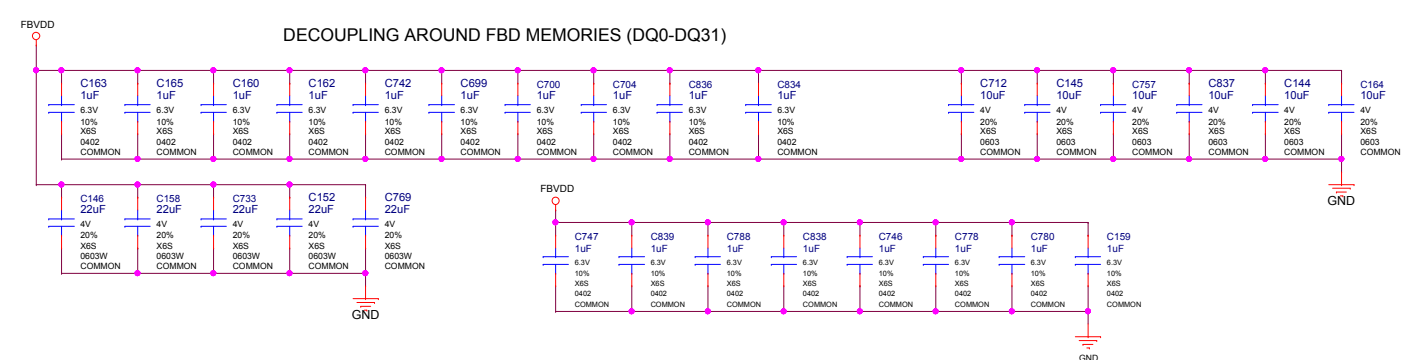 FBVDD
DECOUPLING AROUND FBD MEMORIES (DQ0-DQ31)
C163 C165 C160 C162 C742 C699 C700 C704 C836 C834 C712 C145 C757 C837 C144 C164
1uF 1uF 1uF 1uF 1uF 1uF 1uF 1uF 1uF 1uF 10uF 10uF 10uF 10uF 10uF 10uF
6.3V 6.3V 6.3V 6.3V 6.3V 6.3V 6.3V 6.3V 6.3V 6.3V 4V 4V 4V 4V 4V 4V
10% 10% 10% 10% 10% 10% 10% 10% 10% 10% 20% 20% 20% 20% 20% 20%
X6S X6S X6S X6S X6S X6S X6S X6S X6S X6S X6S X6S X6S X6S X6S X6S
0402 0402 0402 0402 0402 0402 0402 0402 0402 0402 0603 0603 0603 0603 0603 0603
COMMON COMMON COMMON COMMON COMMON COMMON COMMON COMMON COMMON COMMON COMMON COMMON COMMON COMMON COMMON COMMON
GND
C146 C158 C733 C152 C769
22uF 22uF 22uF 22uF 22uF
4V 4V 4V 4V 4V
20% 20% 20% 20% 20%
X6S X6S X6S X6S X6S
0603W 0603W 0603W 0603W 0603W
COMMON COMMON COMMON COMMON COMMON
GND
FBVDD
C747 C839 C788 C838 C746 C778 C780 C159
1uF 1uF 1uF 1uF 1uF 1uF 1uF 1uF
6.3V 6.3V 6.3V 6.3V 6.3V 6.3V 6.3V 6.3V
10% 10% 10% 10% 10% 10% 10% 10%
X6S X6S X6S X6S X6S X6S X6S X6S
0402 0402 0402 0402 0402 0402 0402 0402
COMMON COMMON COMMON COMMON COMMON COMMON COMMON COMMON
GND